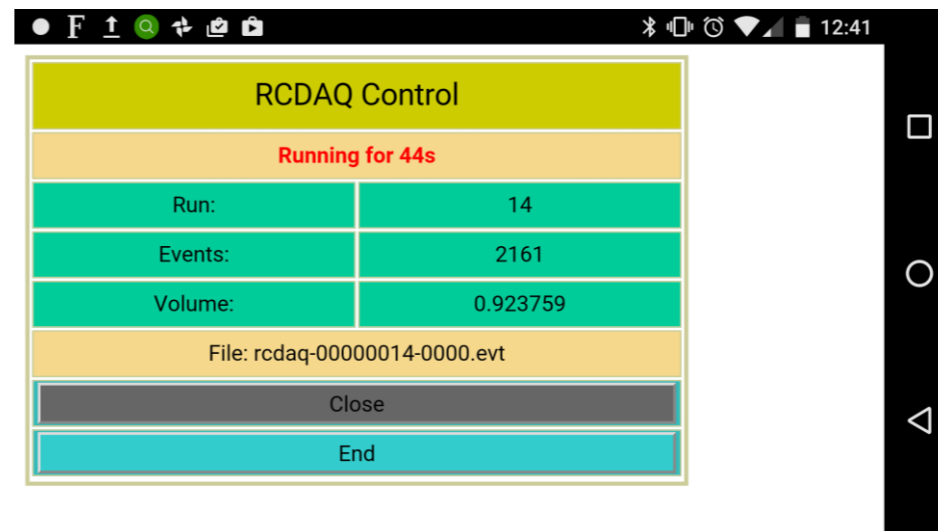 F 12:41
RCDAQ Control
Running for 44s
Run: 14
Events: 2161
Volume: 0.923759
File: rcdaq-00000014-0000.evt
Close
End